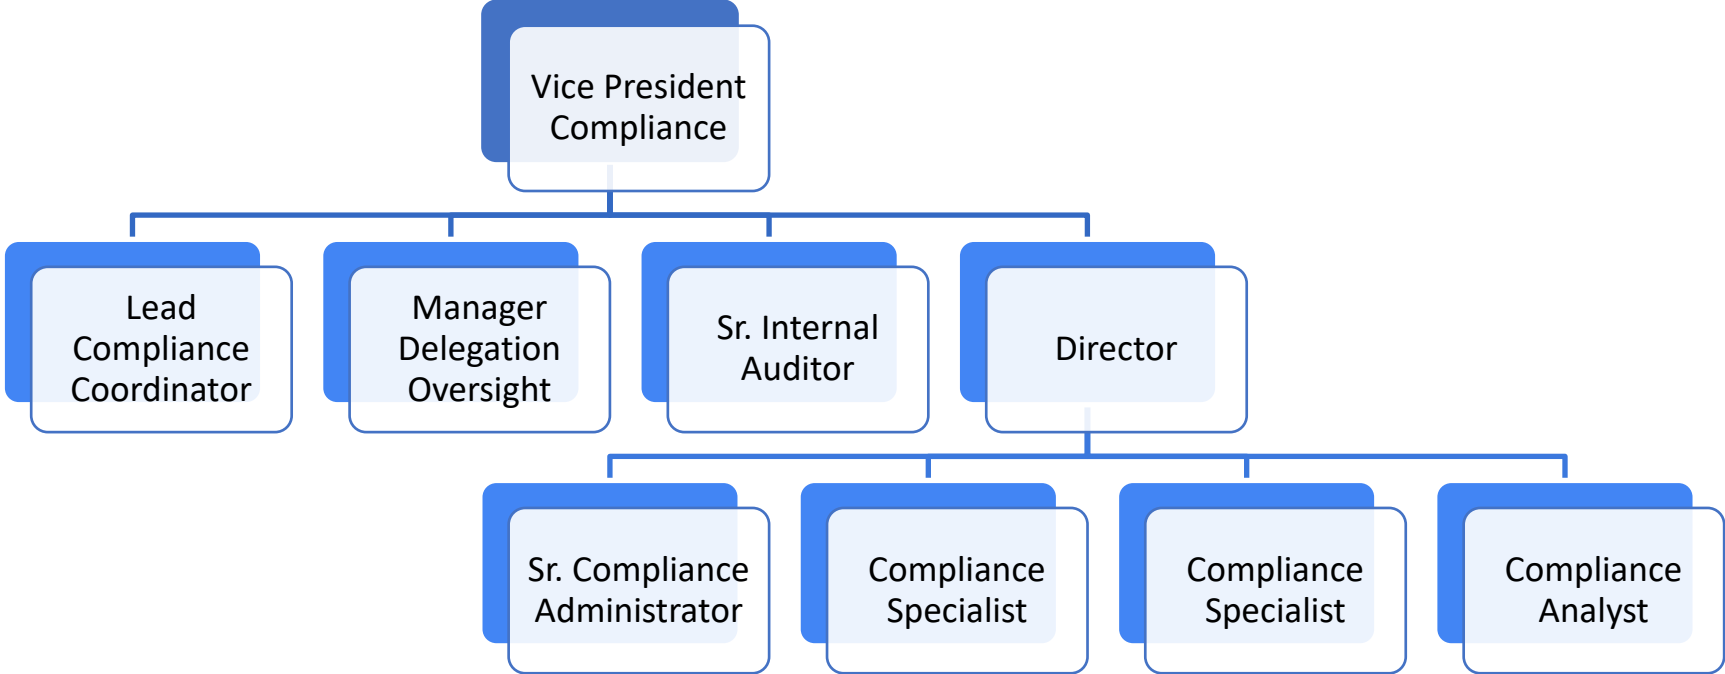 Vice President
Compliance
Lead
Compliance
Coordinator
Manager
Delegation
Oversight
Sr. Internal
Auditor
Director
Sr. Compliance
Administrator
Compliance
Specialist
Compliance
Specialist
Compliance
Analyst